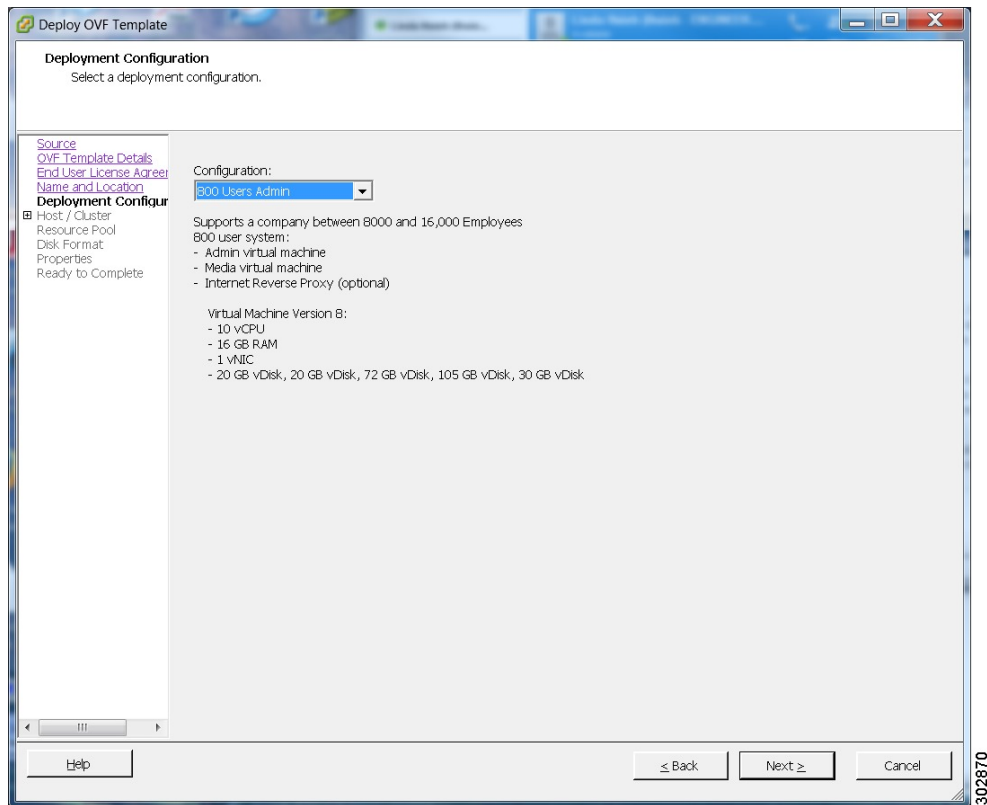 Deploy OVF Template
Deployment Configuration
Select a deployment configuration.
Source
OVF Template Details
End User License Agreer
Name and Location
Deployment Configur
Host / Cluster
Resource Pool
Disk Format
Properties
Ready to Complete
Configuration:
800 Users Admin
Supports a company between 8000 and 16,000 Employees
800 user system:
- Admin virtual machine
- Media virtual machine
- Internet Reverse Proxy (optional)
Virtual Machine Version 8:
- 10 vCPU
- 16 GB RAM
- 1 vNIC
- 20 GB vDisk, 20 GB vDisk, 72 GB vDisk, 105 GB vDisk, 30 GB vDisk
Help
≤ Back
Next ≥
Cancel
302870